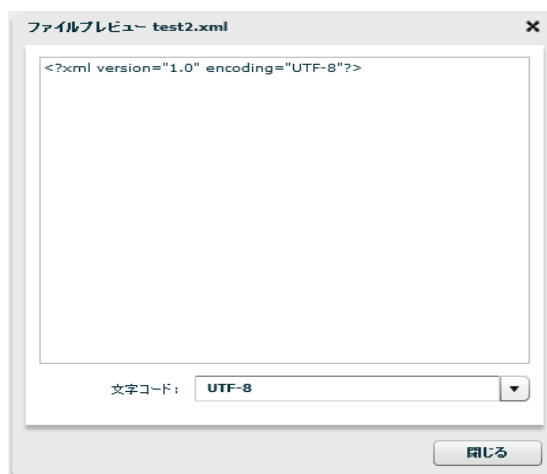 ファイルプレビュー test2.xml
<?xml version="1.0" encoding="UTF-8"?>
文字コード：
UTF-8
閉じる